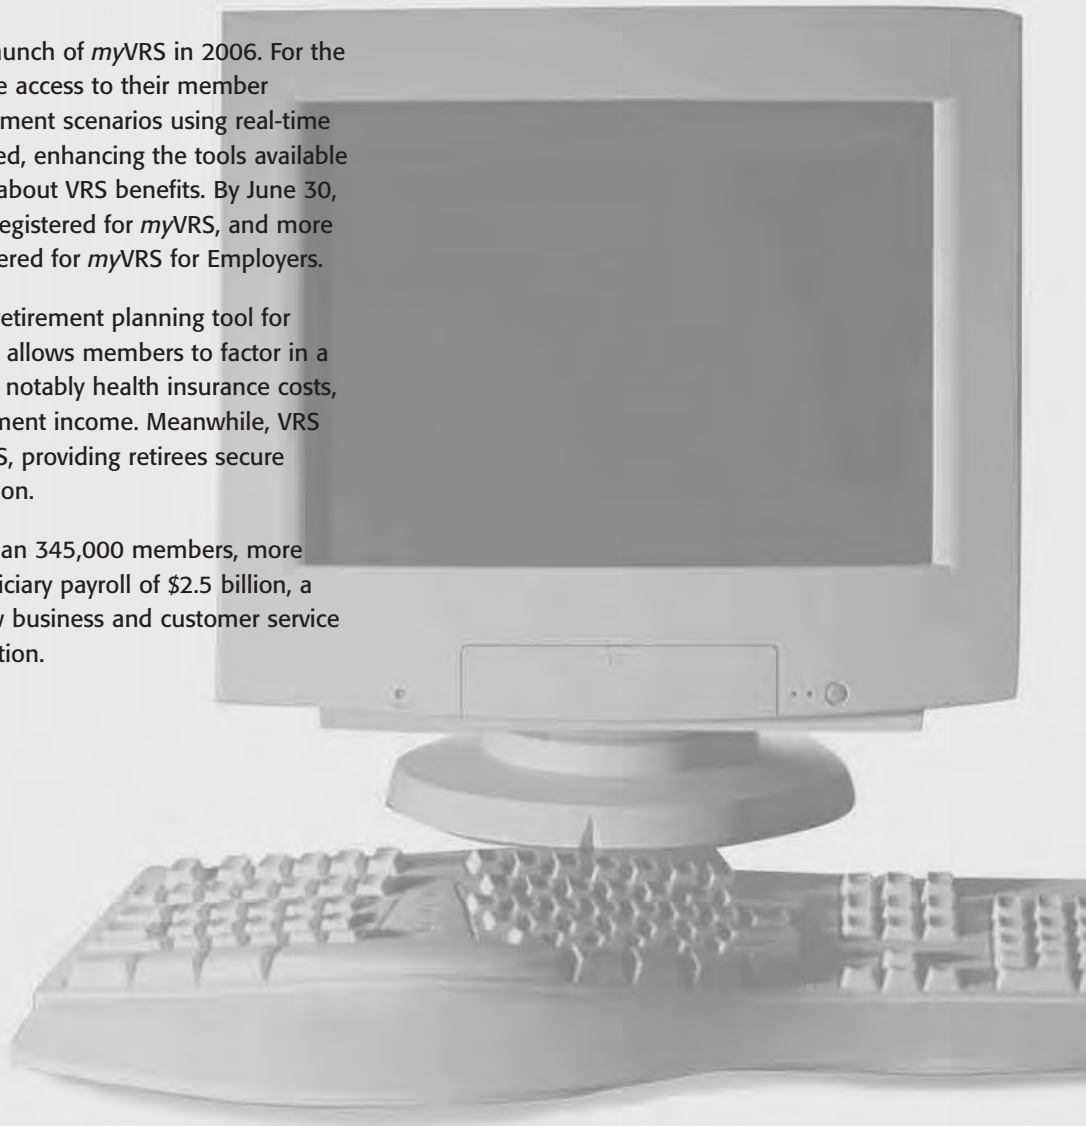 unch of myVRS in 2006. For the
e access to their member
ment scenarios using real-time
ed, enhancing the tools available
about VRS benefits. By June 30,
egistered for myVRS, and more
ered for myVRS for Employers.
etirement planning tool for
allows members to factor in a
notably health insurance costs,
ment income. Meanwhile, VRS
S, providing retirees secure
on.
an 345,000 members, more
iciary payroll of $2.5 billion, a
w business and customer service
tion.